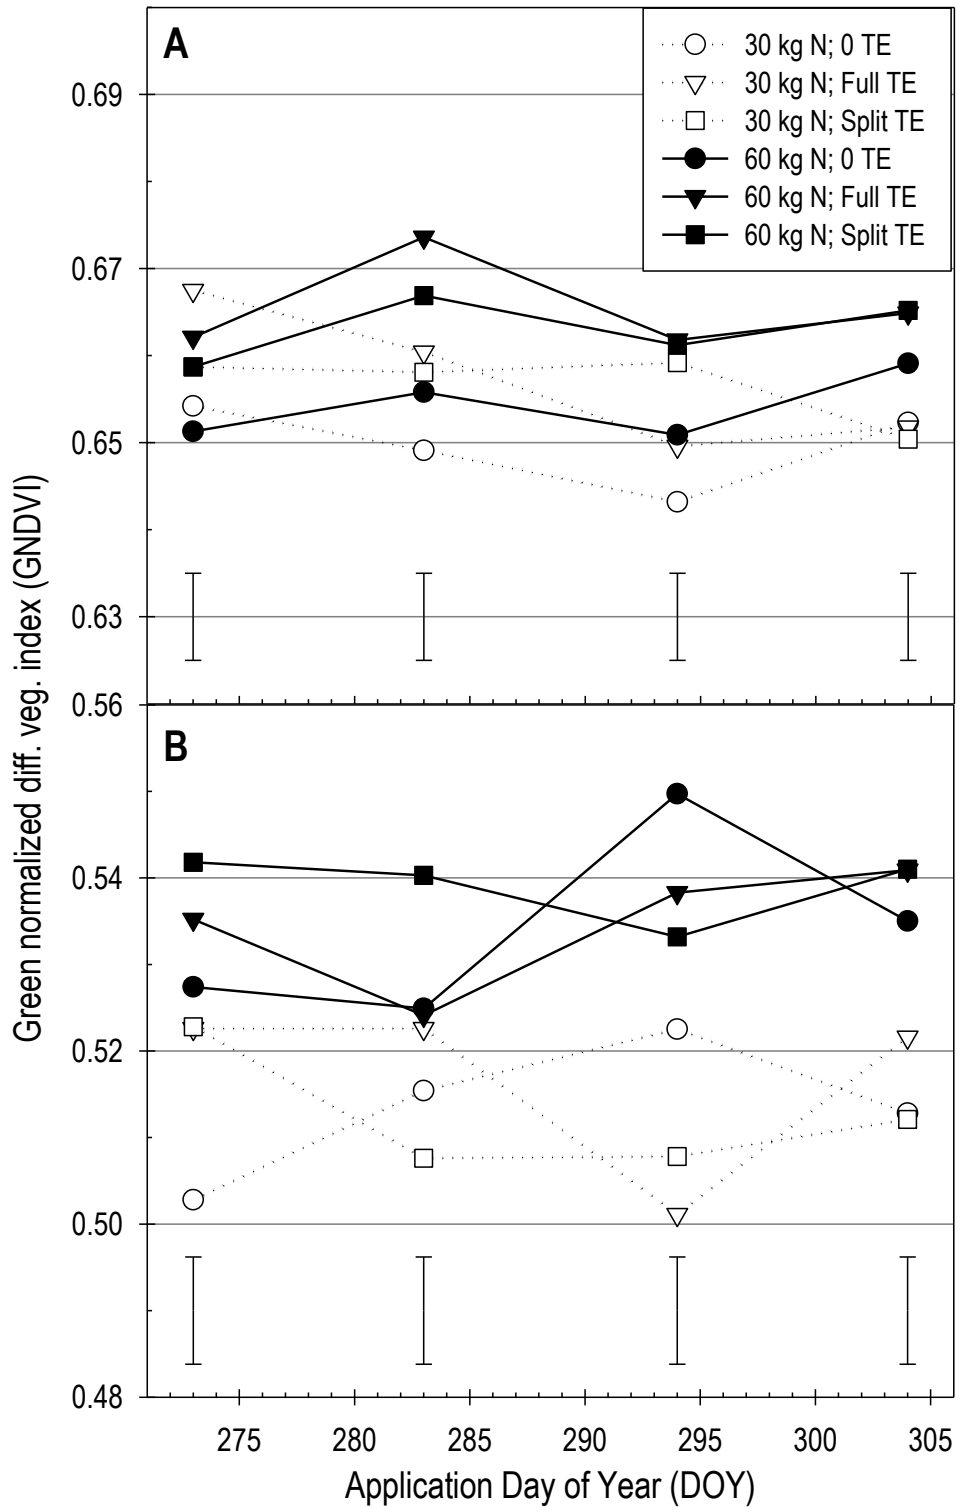 A
30 kg N; 0 TE
30 kg N; Full TE
30 kg N; Split TE
60 kg N; 0 TE
60 kg N; Full TE
60 kg N; Split TE
0.69
0.67
0.65
0.63
0.56
B
0.54
0.52
0.50
0.48
Green normalized diff. veg. index (GNDVI)
275 280 285 290 295 300 305
Application Day of Year (DOY)